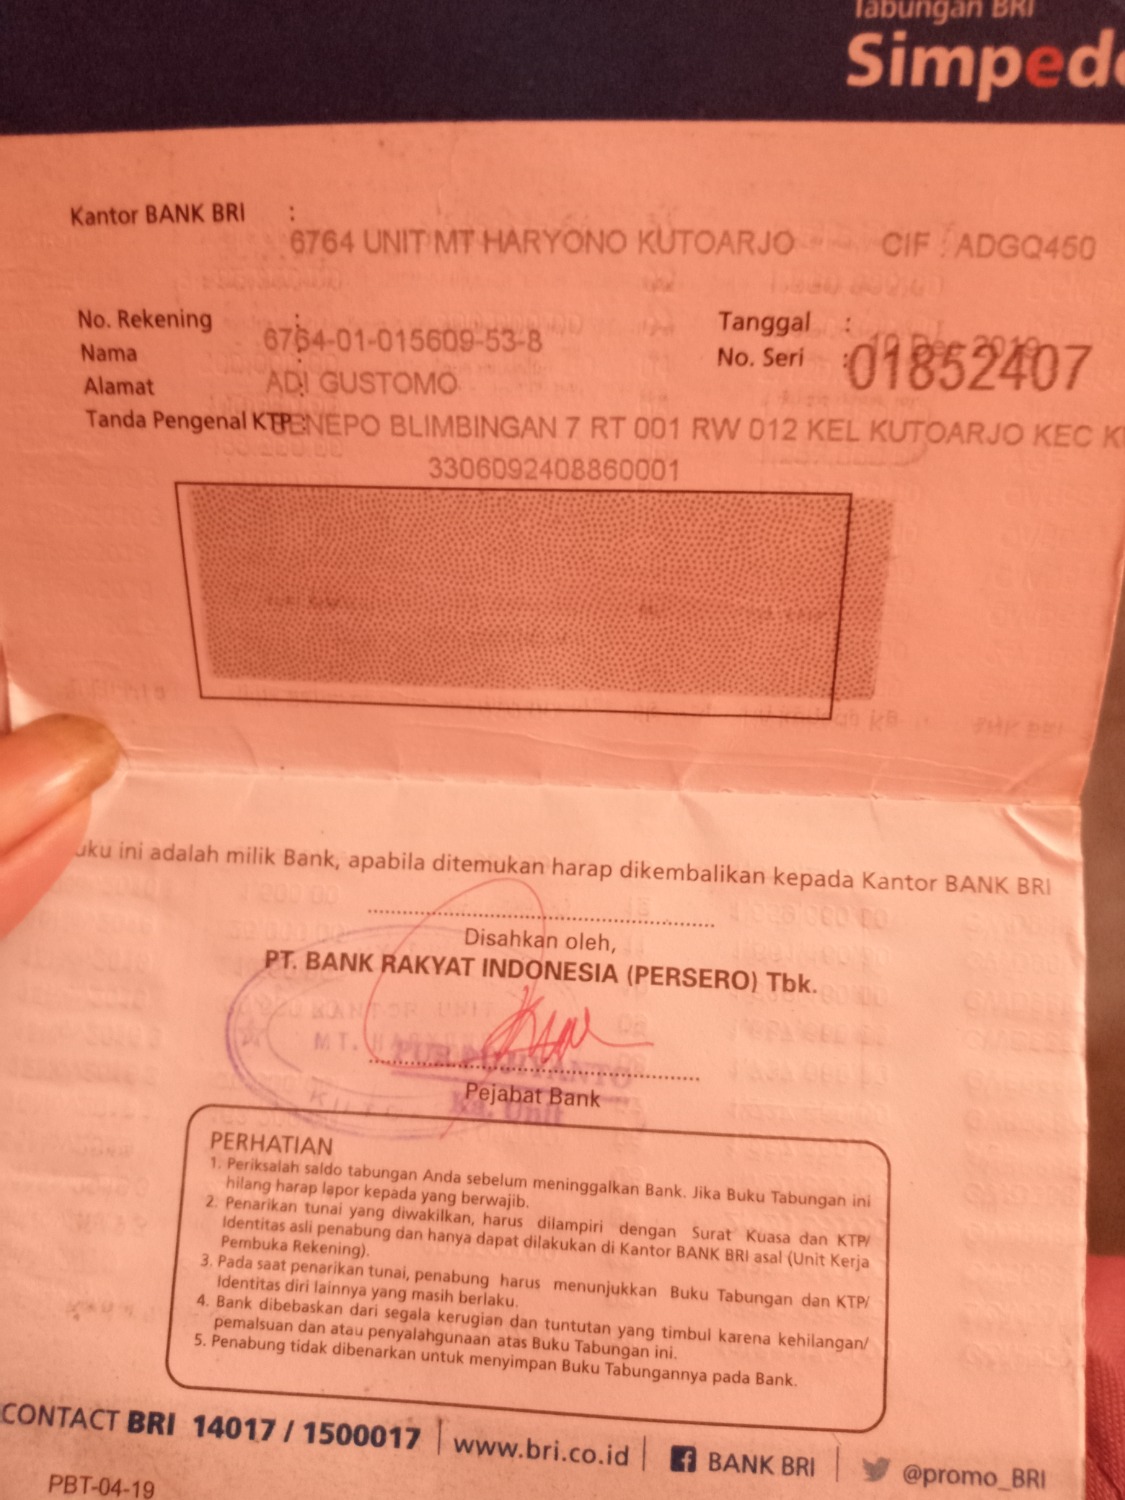 Tabungan BRI
Simped
Kantor BANK BRI :
6764 UNIT MT HARYONO KUTOARJO CIF : ADGQ450
No. Rekening : 6764-01-015609-53-8
Tanggal : 10 Dec 2019
Nama : ADI GUSTOMO
No. Seri : 01852407
Alamat
Tanda Pengenal KTP : SENEPO BLIMBINGAN 7 RT 001 RW 012 KEL KUTOARJO KEC
3306092408860001
uku ini adalah milik Bank, apabila ditemukan harap dikembalikan kepada Kantor BANK BRI
Disahkan oleh,
PT. BANK RAKYAT INDONESIA (PERSERO) Tbk.
KANTOR UNIT
MT.
Ka. Unit
Pejabat Bank
PERHATIAN
1. Periksalah saldo tabungan Anda sebelum meninggalkan Bank. Jika Buku Tabungan ini
hilang harap lapor kepada yang berwajib.
2. Penarikan tunai yang diwakilkan, harus dilampiri dengan Surat Kuasa dan KTP/
Identitas asli penabung dan hanya dapat dilakukan di Kantor BANK BRI asal (Unit Kerja
Pembuka Rekening).
3. Pada saat penarikan tunai, penabung harus menunjukkan Buku Tabungan dan KTP/
Identitas diri lainnya yang masih berlaku.
4. Bank dibebaskan dari segala kerugian dan tuntutan yang timbul karena kehilangan/
pemalsuan dan atau penyalahgunaan atas Buku Tabungan ini.
5. Penabung tidak dibenarkan untuk menyimpan Buku Tabungannya pada Bank.
CONTACT BRI 14017 / 1500017 | www.bri.co.id | BANK BRI | @promo_BRI
PBT-04-19